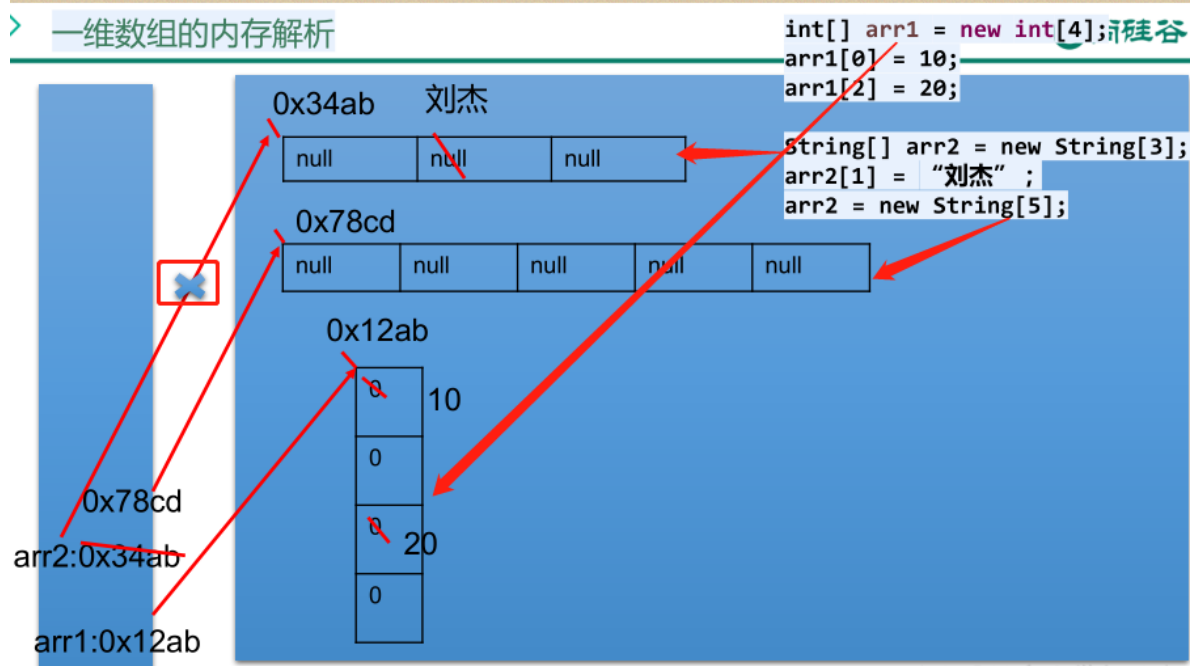 一维数组的内存解析
硅谷
int[] arr1 = new int[4];
arr1[0] = 10;
arr1[2] = 20;
String[] arr2 = new String[3];
arr2[1] = “刘杰” ;
arr2 = new String[5];
0x34ab 刘杰
null null null
0x78cd
null null null null null
0x12ab
0 10
0
0 20
0
0x78cd
arr2:0x34ab
arr1:0x12ab